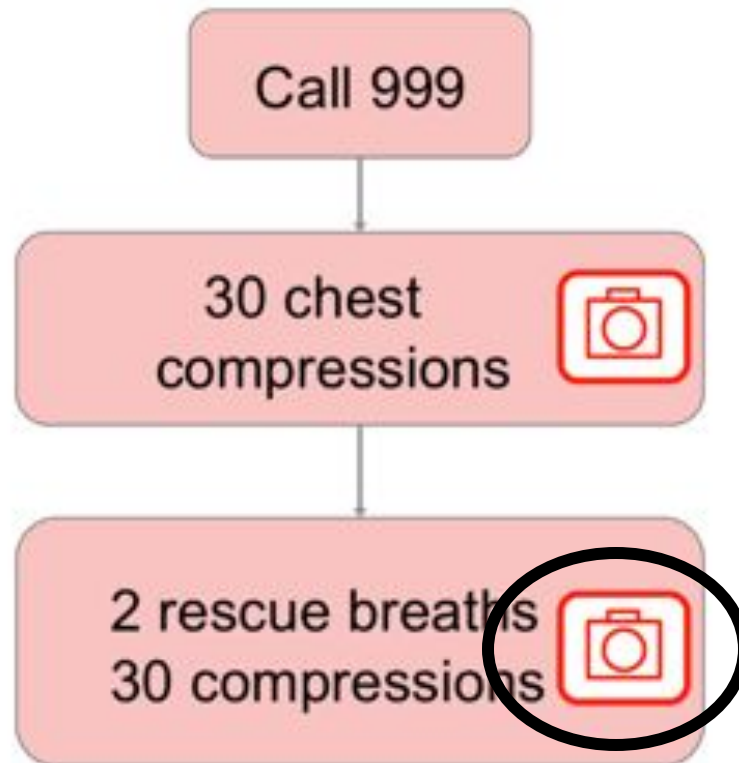 Call 999
30 chest
compressions
2 rescue breaths
30 compressions